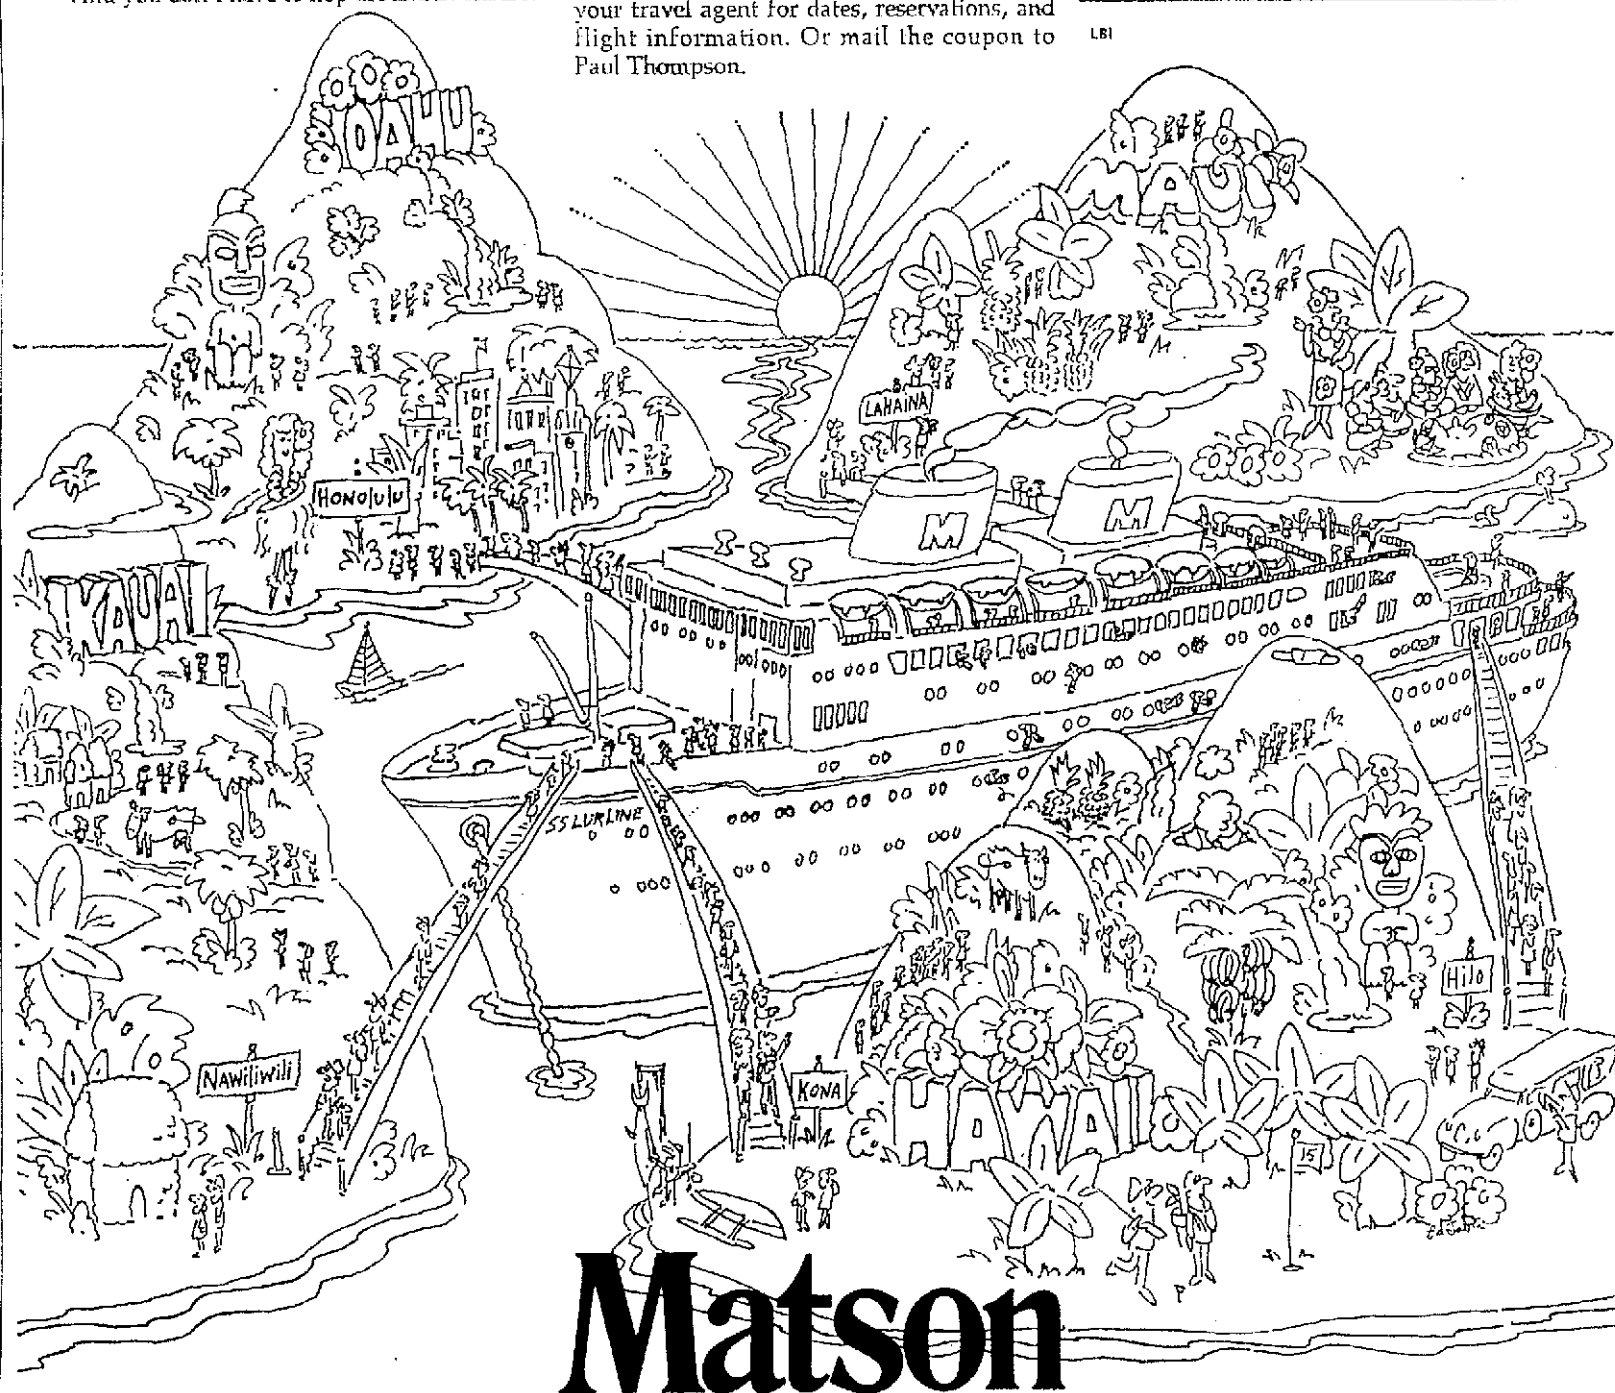 your travel agent for dates, reservations, and
flight information. Or mail the coupon to
Paul Thompson.
LBI
OAHU
MAUI
LAHAINA
HONOlUlU
M
M
KAUAI
SS LURLINE
HilO
NAWiliwili
KONA
HAWAII
15
Matson